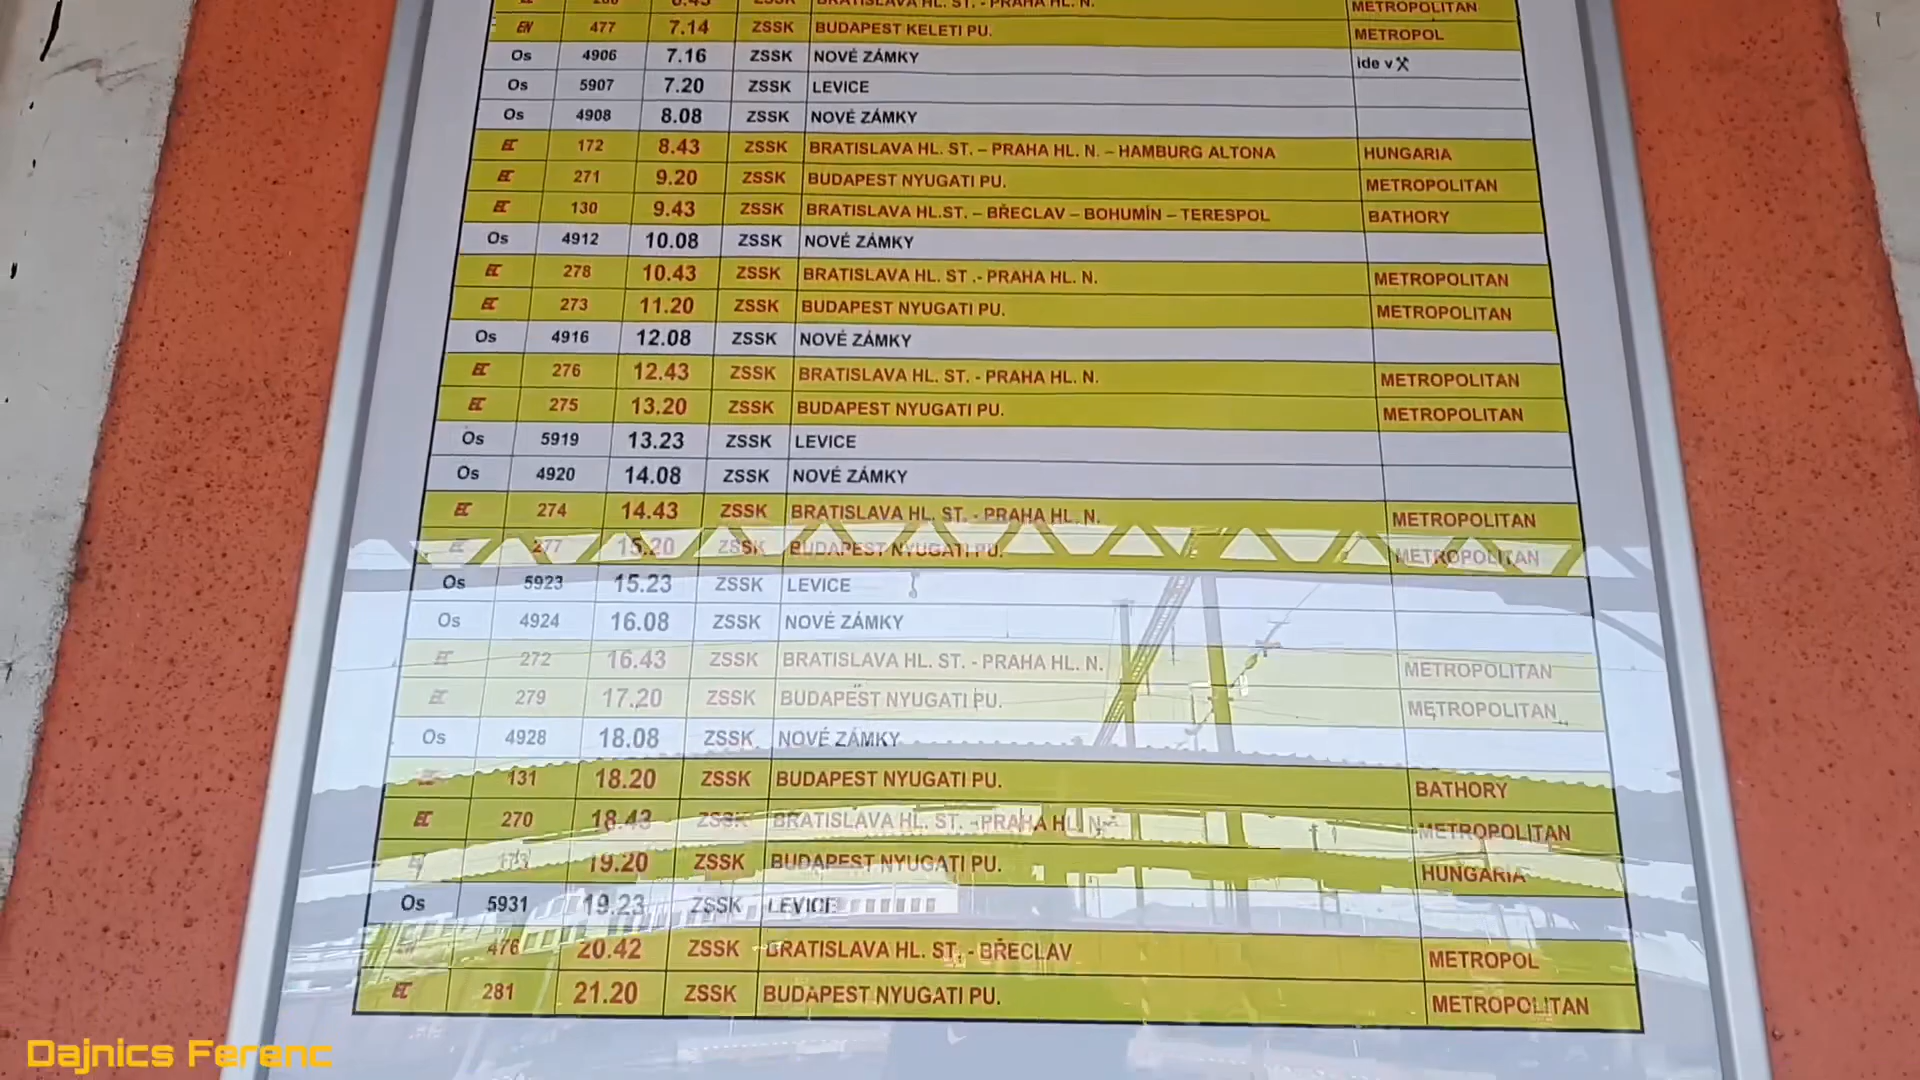 BRATISLAVA HL. ST. - PRAHA HL. N. METROPOLITAN
EN 477 7.14 ZSSK BUDAPEST KELETI PU. METROPOL
Os 4906 7.16 ZSSK NOVÉ ZÁMKY ide v ⚒
Os 5907 7.20 ZSSK LEVICE
Os 4908 8.08 ZSSK NOVÉ ZÁMKY
EC 172 8.43 ZSSK BRATISLAVA HL. ST. – PRAHA HL. N. – HAMBURG ALTONA HUNGARIA
EC 271 9.20 ZSSK BUDAPEST NYUGATI PU. METROPOLITAN
EC 130 9.43 ZSSK BRATISLAVA HL.ST. – BŘECLAV – BOHUMÍN – TERESPOL BATHORY
Os 4912 10.08 ZSSK NOVÉ ZÁMKY
EC 278 10.43 ZSSK BRATISLAVA HL. ST .- PRAHA HL. N. METROPOLITAN
EC 273 11.20 ZSSK BUDAPEST NYUGATI PU. METROPOLITAN
Os 4916 12.08 ZSSK NOVÉ ZÁMKY
EC 276 12.43 ZSSK BRATISLAVA HL. ST. - PRAHA HL. N. METROPOLITAN
EC 275 13.20 ZSSK BUDAPEST NYUGATI PU. METROPOLITAN
Os 5919 13.23 ZSSK LEVICE
Os 4920 14.08 ZSSK NOVÉ ZÁMKY
EC 274 14.43 ZSSK BRATISLAVA HL. ST. - PRAHA HL. N. METROPOLITAN
EC 277 15.20 ZSSK BUDAPEST NYUGATI PU. METROPOLITAN
Os 5923 15.23 ZSSK LEVICE
Os 4924 16.08 ZSSK NOVÉ ZÁMKY
EC 272 16.43 ZSSK BRATISLAVA HL. ST. - PRAHA HL. N. METROPOLITAN
EC 279 17.20 ZSSK BUDAPEST NYUGATI PU. METROPOLITAN
Os 4928 18.08 ZSSK NOVÉ ZÁMKY
131 18.20 ZSSK BUDAPEST NYUGATI PU. BATHORY
EC 270 18.43 ZSSK BRATISLAVA HL. ST. - PRAHA HL. N. METROPOLITAN
19.20 ZSSK BUDAPEST NYUGATI PU. HUNGARIA
Os 5931 19.23 ZSSK LEVICE
476 20.42 ZSSK BRATISLAVA HL. ST. - BŘECLAV METROPOL
EC 281 21.20 ZSSK BUDAPEST NYUGATI PU. METROPOLITAN
Dajnics Ferenc